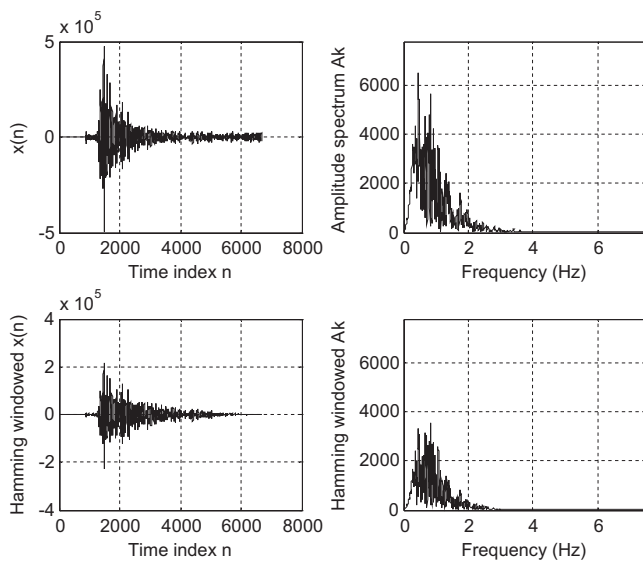 × 10^5
5
0
-5
x(n)
0 2000 4000 6000 8000
Time index n
Amplitude spectrum Ak
6000
4000
2000
0
0 2 4 6
Frequency (Hz)
× 10^5
4
2
0
-2
-4
Hamming windowed x(n)
0 2000 4000 6000 8000
Time index n
Hamming windowed Ak
6000
4000
2000
0
0 2 4 6
Frequency (Hz)